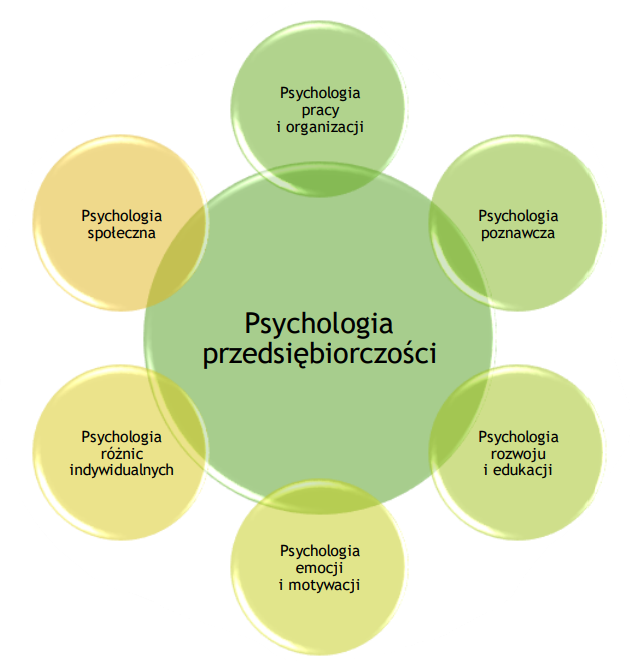 Psychologia
pracy
i organizacji
Psychologia
społeczna
Psychologia
poznawcza
Psychologia
przedsiębiorczości
Psychologia
różnic
indywidualnych
Psychologia
rozwoju
i edukacji
Psychologia
emocji
i motywacji